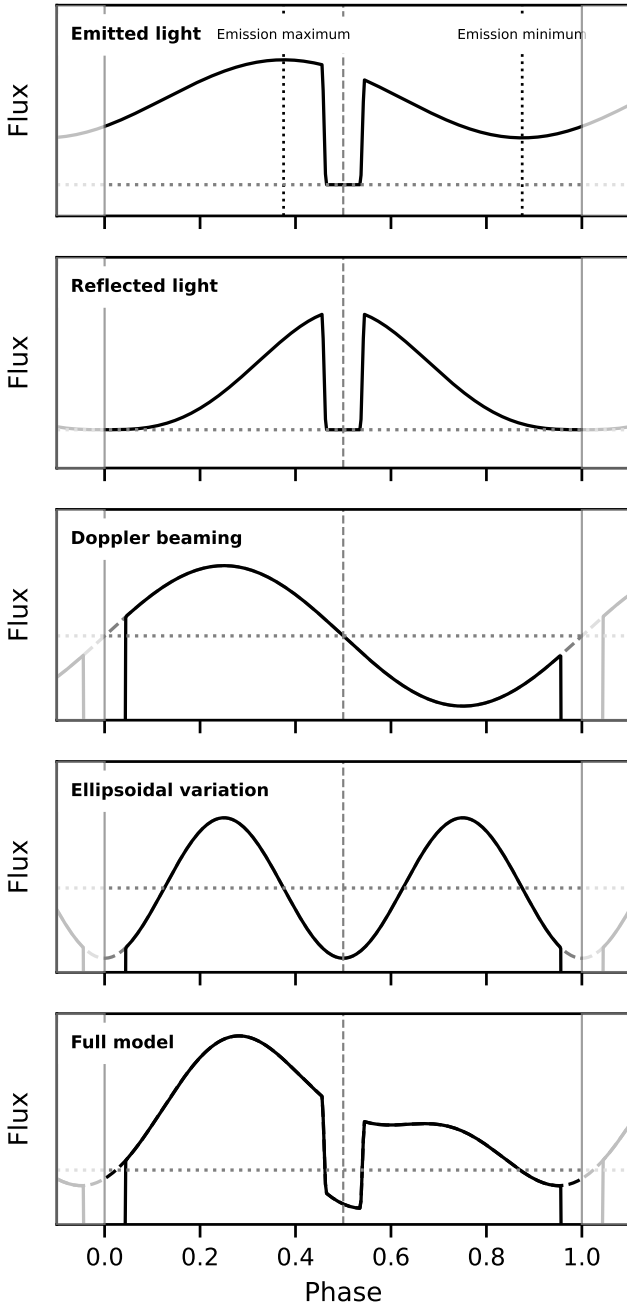 Emitted light Emission maximum Emission minimum
Flux
Reflected light
Flux
Doppler beaming
Flux
Ellipsoidal variation
Flux
Full model
Flux
0.0 0.2 0.4 0.6 0.8 1.0
Phase